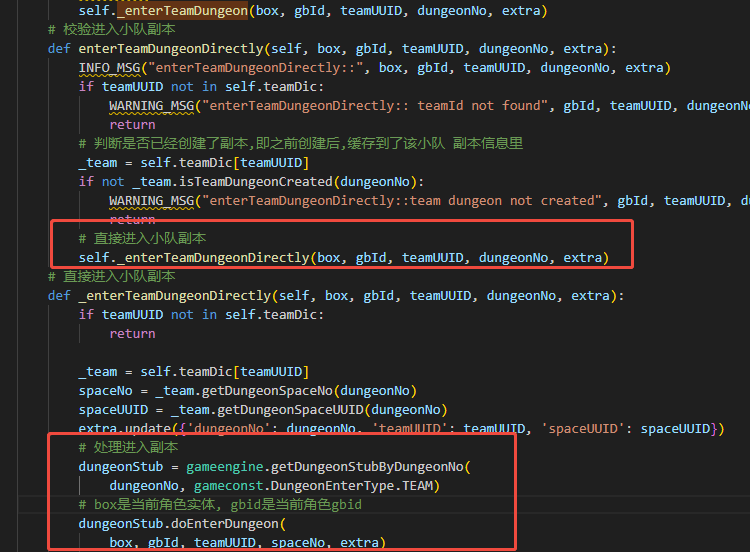 self._enterTeamDungeon(box, gbId, teamUUID, dungeonNo, extra)
# 校验进入小队副本
def enterTeamDungeonDirectly(self, box, gbId, teamUUID, dungeonNo, extra):
INFO_MSG("enterTeamDungeonDirectly::", box, gbId, teamUUID, dungeonNo, extra)
if teamUUID not in self.teamDic:
WARNING_MSG("enterTeamDungeonDirectly:: teamId not found", gbId, teamUUID, dungeonNo
return
# 判断是否已经创建了副本,即之前创建后,缓存到了该小队 副本信息里
_team = self.teamDic[teamUUID]
if not _team.isTeamDungeonCreated(dungeonNo):
WARNING_MSG("enterTeamDungeonDirectly::team dungeon not created", gbId, teamUUID, du
return
# 直接进入小队副本
self._enterTeamDungeonDirectly(box, gbId, teamUUID, dungeonNo, extra)
# 直接进入小队副本
def _enterTeamDungeonDirectly(self, box, gbId, teamUUID, dungeonNo, extra):
if teamUUID not in self.teamDic:
return
_team = self.teamDic[teamUUID]
spaceNo = _team.getDungeonSpaceNo(dungeonNo)
spaceUUID = _team.getDungeonSpaceUUID(dungeonNo)
extra.update({'dungeonNo': dungeonNo, 'teamUUID': teamUUID, 'spaceUUID': spaceUUID})
# 处理进入副本
dungeonStub = gameengine.getDungeonStubByDungeonNo(
dungeonNo, gameconst.DungeonEnterType.TEAM)
# box是当前角色实体, gbid是当前角色gbid
dungeonStub.doEnterDungeon(
box, gbId, teamUUID, spaceNo, extra)